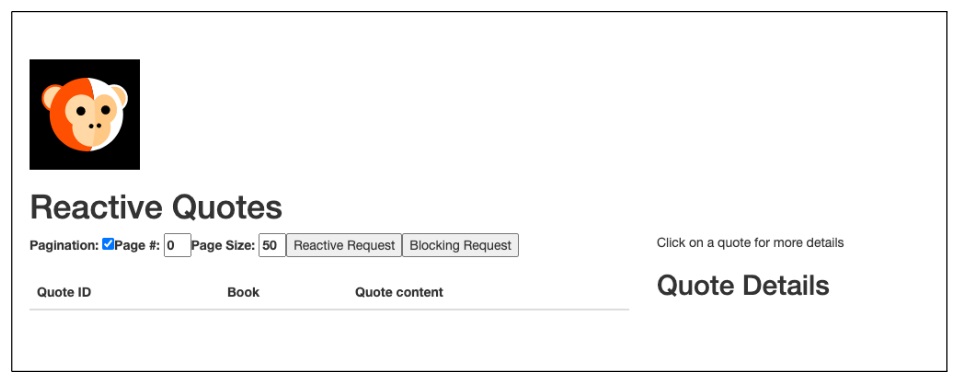 Reactive Quotes
Pagination: Page #: 0 Page Size: 50 Reactive Request Blocking Request
Quote ID Book Quote content
Click on a quote for more details
Quote Details